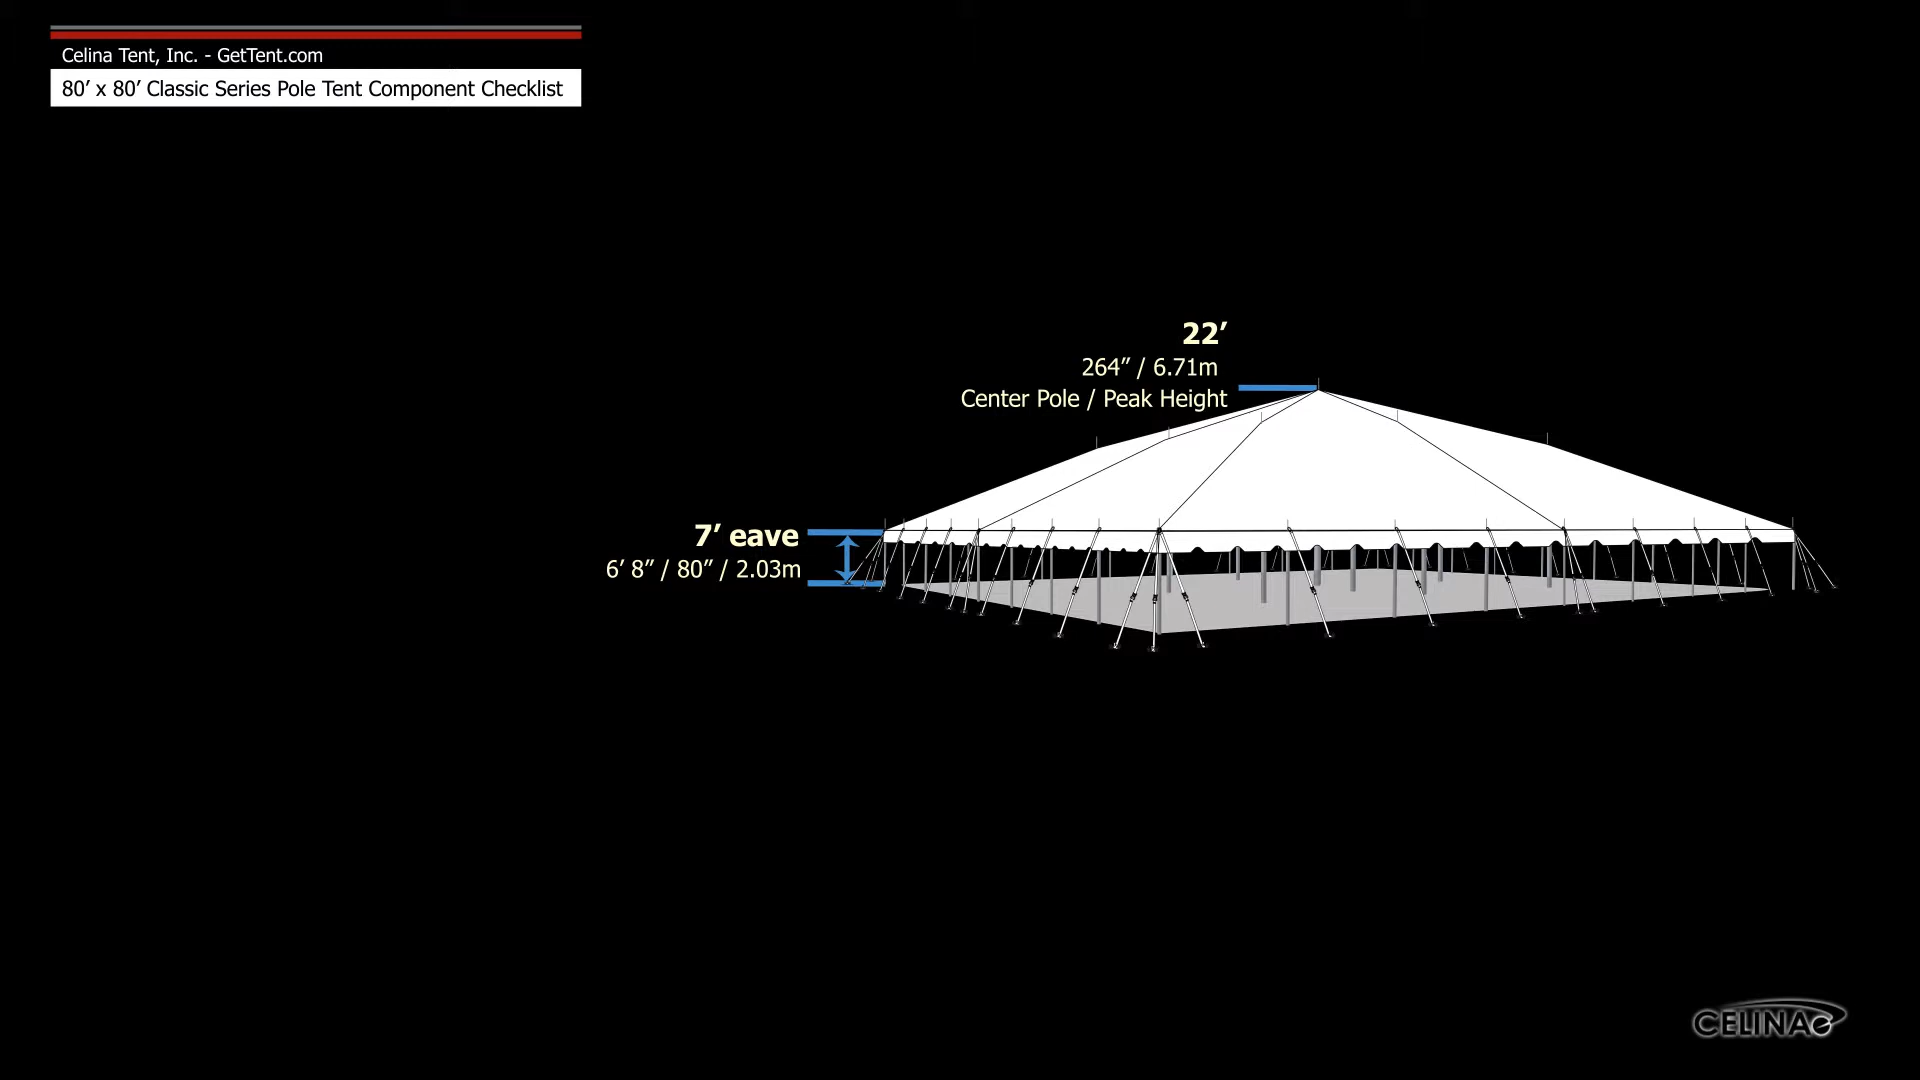 Celina Tent, Inc. - GetTent.com
80’ x 80’ Classic Series Pole Tent Component Checklist
22’
264” / 6.71m
Center Pole / Peak Height
7’ eave
6’ 8” / 80” / 2.03m
CELINA